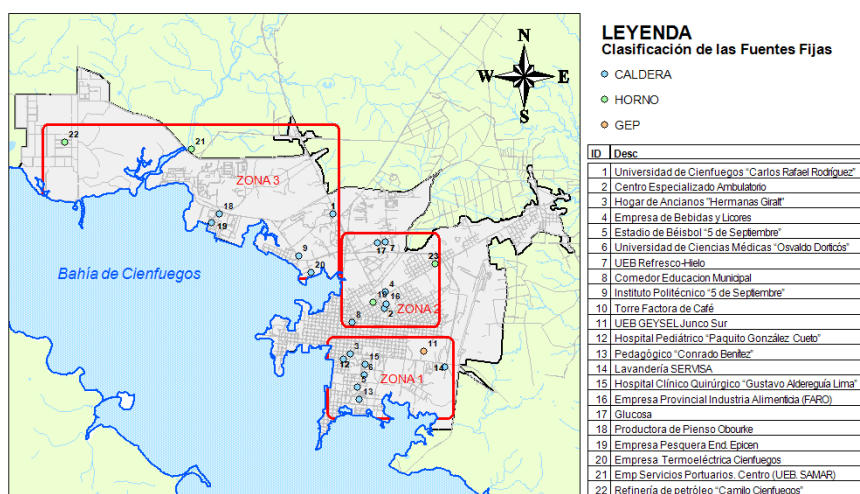 LEYENDA
Clasificación de las Fuentes Fijas
CALDERA
HORNO
GEP
ID Desc
1 Universidad de Cienfuegos "Carlos Rafael Rodríguez"
2 Centro Especializado Ambulatorio
3 Hogar de Ancianos "Hermanas Giralt"
4 Empresa de Bebidas y Licores
5 Estadio de Béisbol "5 de Septiembre"
6 Universidad de Ciencias Médicas "Osvaldo Dorticós"
7 UEB Refresco-Hielo
8 Comedor Educacion Municipal
9 Instituto Politécnico "5 de Septiembre"
10 Torre Factora de Café
11 UEB GEYSEL Junco Sur
12 Hospital Pediátrico "Paquito González Cueto"
13 Pedagógico "Conrado Benítez"
14 Lavandería SERVISA
15 Hospital Clínico Quirúrgico "Gustavo Aldereguía Lima"
16 Empresa Provincial Industria Alimenticia (FARO)
17 Glucosa
18 Productora de Pienso Obourke
19 Empresa Pesquera End. Epicen
20 Empresa Termoeléctrica Cienfuegos
21 Emp Servicios Portuarios. Centro (UEB. SAMAR)
22 Refinería de petróleo "Camilo Cienfuegos"
N
W E
S
22
21
ZONA 3
18
19
1
9
20
Bahía de Cienfuegos
17 7
23
4
16
2
ZONA 2
8
3
12
15
6
5
13
11
14
ZONA 1